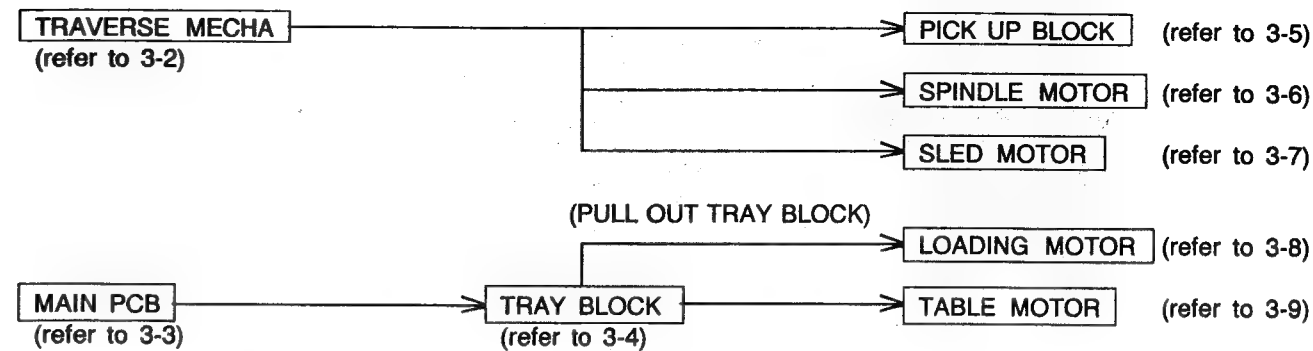 TRAVERSE MECHA PICK UP BLOCK (refer to 3-5)
(refer to 3-2)
SPINDLE MOTOR (refer to 3-6)
SLED MOTOR (refer to 3-7)
(PULL OUT TRAY BLOCK)
LOADING MOTOR (refer to 3-8)
MAIN PCB TRAY BLOCK TABLE MOTOR (refer to 3-9)
(refer to 3-3) (refer to 3-4)